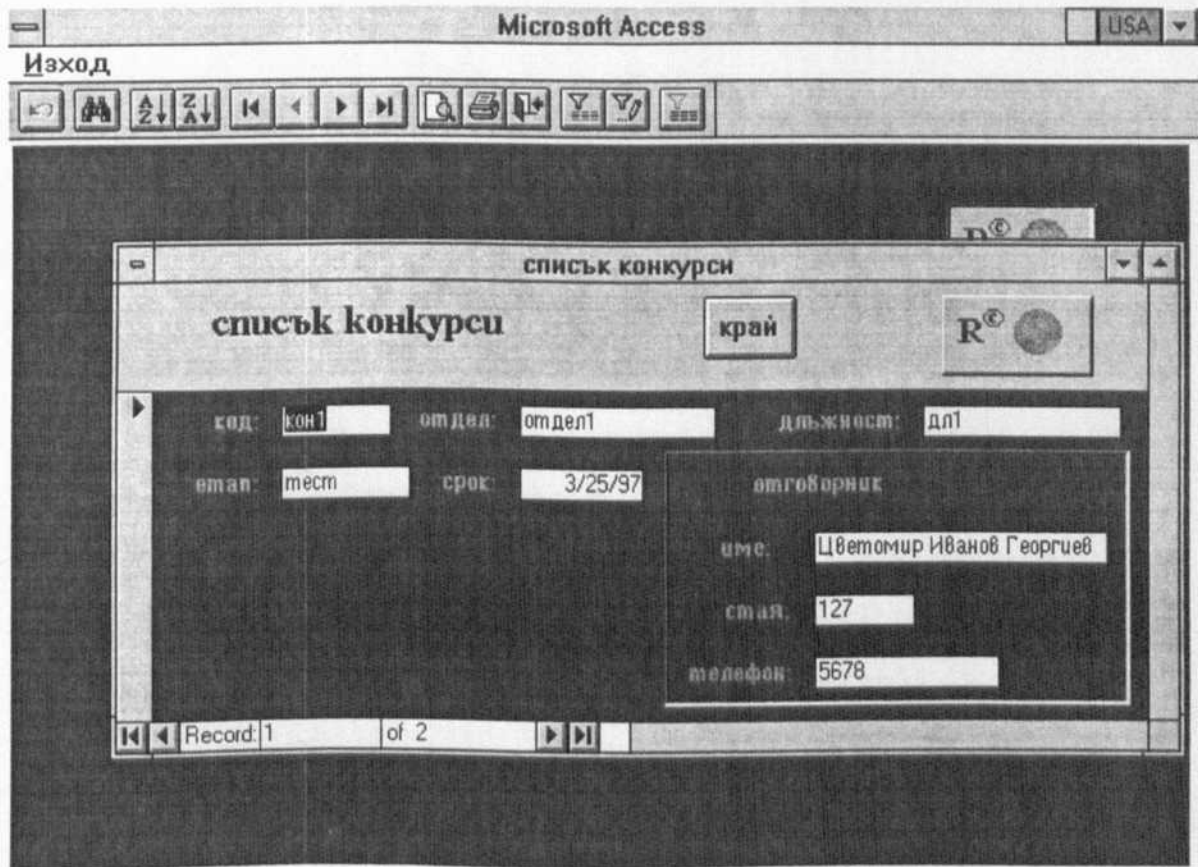 Microsoft Access
USA
Изход
R©
списък конкурси
списък конкурси
край
R©
код: кон1 отдел: отдел1 длъжност: дл1
етап: тест срок: 3/25/97 отговорник
име: Цветомир Иванов Георгиев
стая: 127
телефон: 5678
Record: 1 of 2